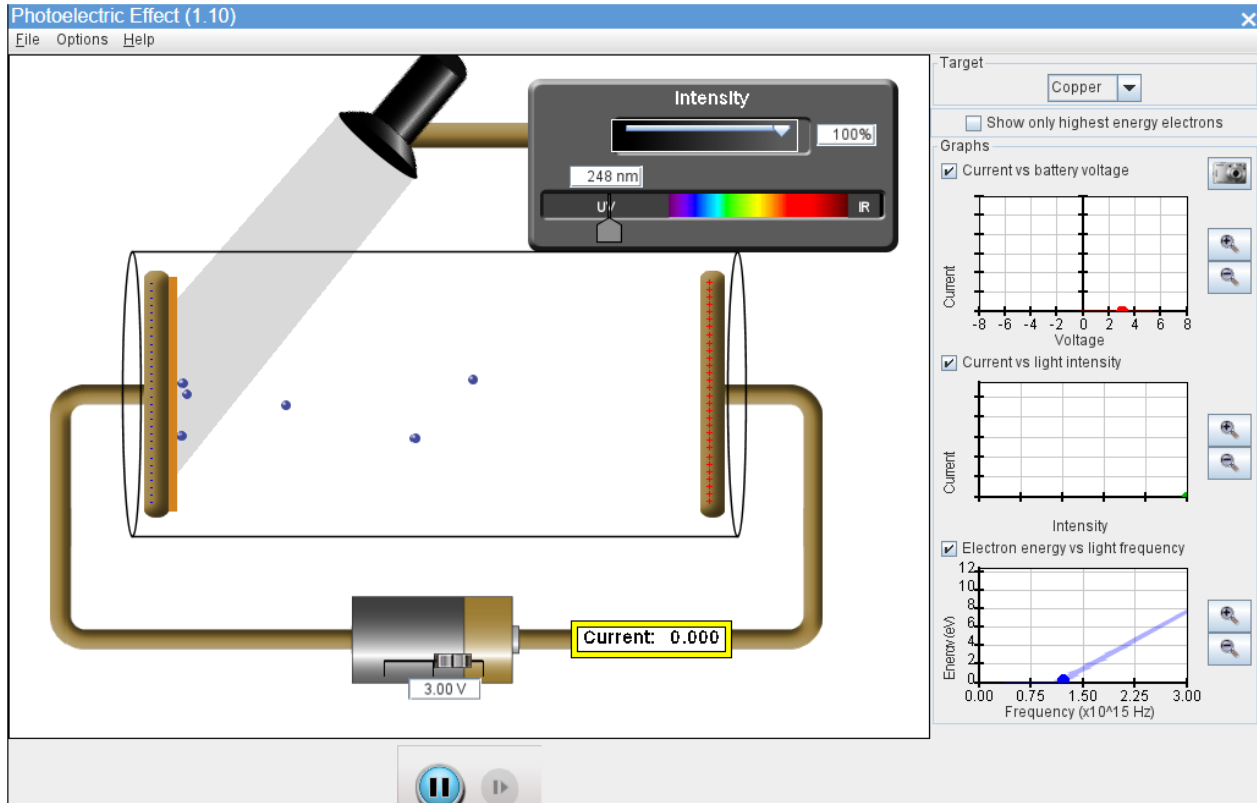 Photoelectric Effect (1.10)
File Options Help
Intensity
100%
248 nm
UV
IR
Current: 0.000
3.00 V
Target
Copper
Show only highest energy electrons
Graphs
Current vs battery voltage
Current
-8 -6 -4 -2 0 2 4 6 8
Voltage
Current vs light intensity
Current
Intensity
Electron energy vs light frequency
Energy (eV)
12
10
8
6
4
2
0
0.00 0.75 1.50 2.25 3.00
Frequency (x10^15 Hz)